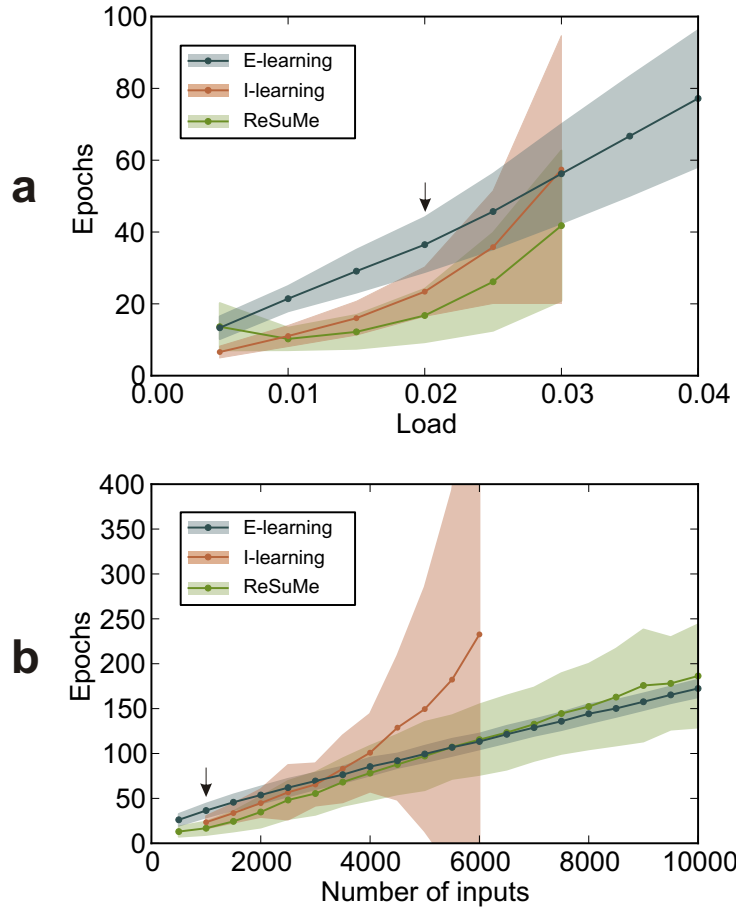 a
100
80
60
40
20
0
Epochs
E-learning
I-learning
ReSuMe
0.00 0.01 0.02 0.03 0.04
Load
b
400
350
300
250
200
150
100
50
0
Epochs
E-learning
I-learning
ReSuMe
0 2000 4000 6000 8000 10000
Number of inputs